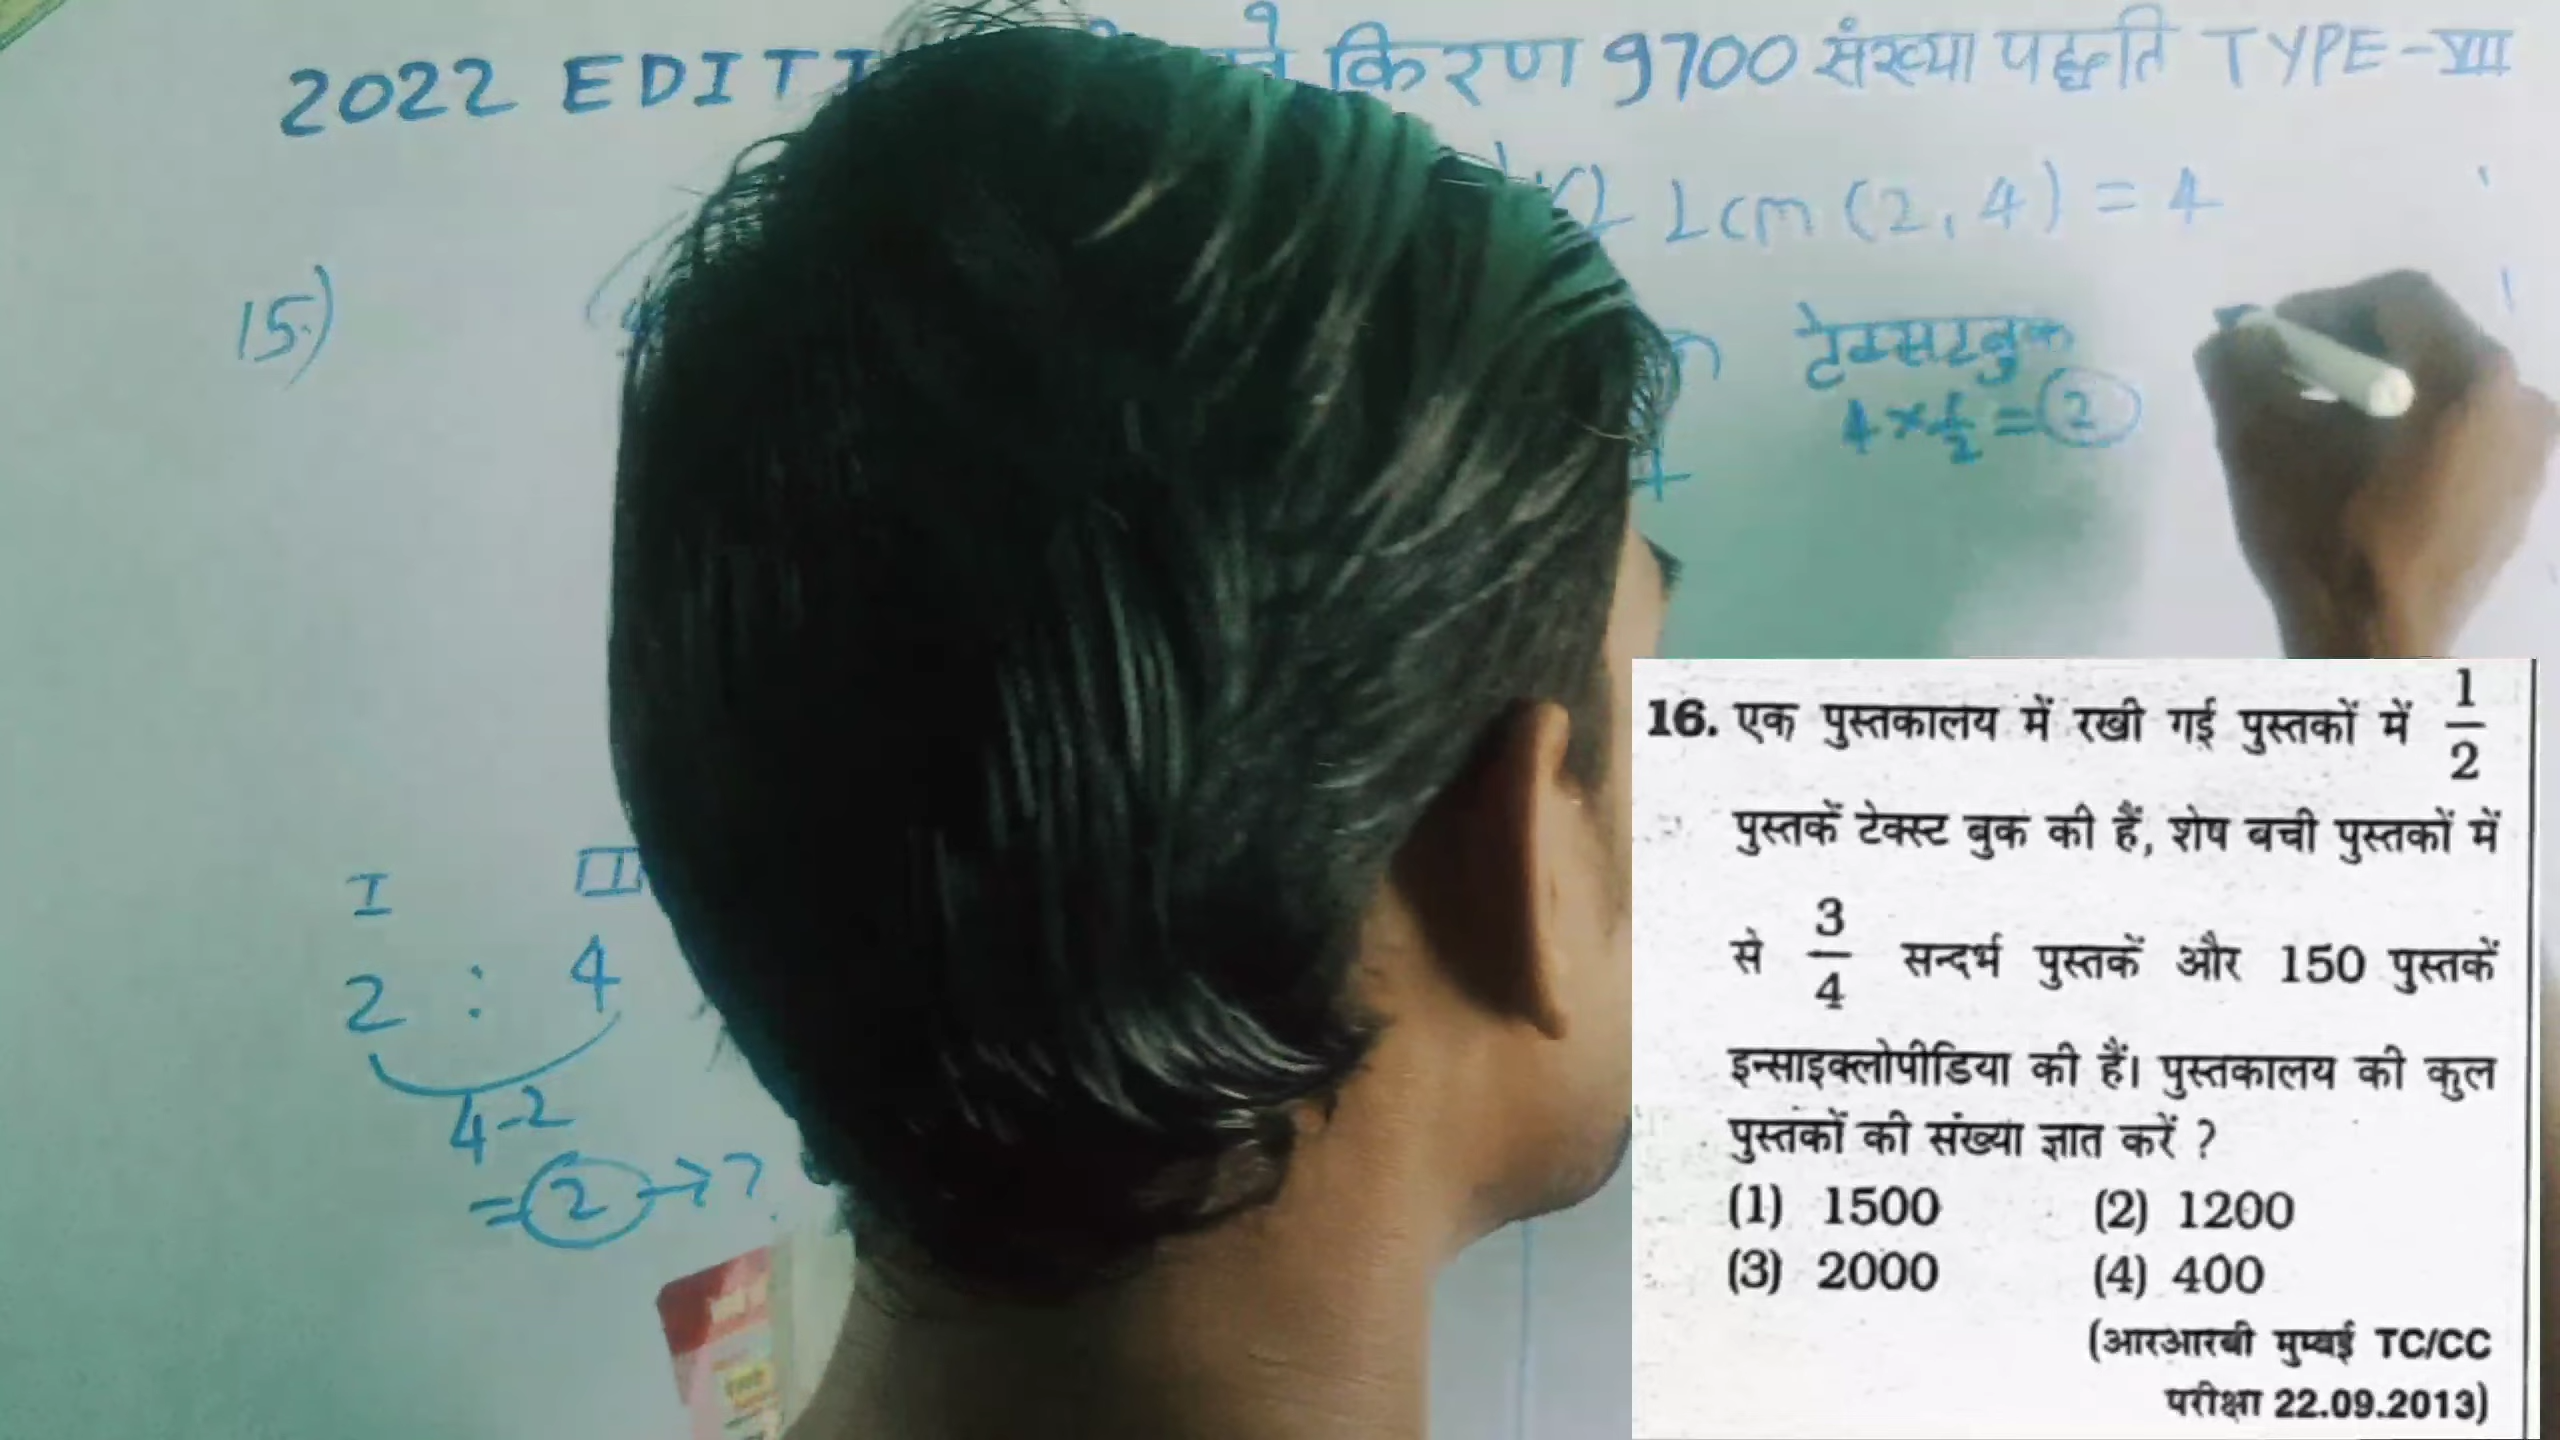 2022 EDITI किरण 9700 संख्या पद्धति TYPE-VIII
Lcm (2, 4) = 4
15)
टेक्सटबुक
4 × 1/2 = 2
I II
2 : 4
4-2
= 2 → ?
16. एक पुस्तकालय में रखी गई पुस्तकों में 1/2
पुस्तकें टेक्स्ट बुक की हैं, शेष बची पुस्तकों में
से 3/4 सन्दर्भ पुस्तकें और 150 पुस्तकें
इन्साइक्लोपीडिया की हैं। पुस्तकालय की कुल
पुस्तकों की संख्या ज्ञात करें ?
(1) 1500 (2) 1200
(3) 2000 (4) 400
(आरआरबी मुम्बई TC/CC
परीक्षा 22.09.2013)